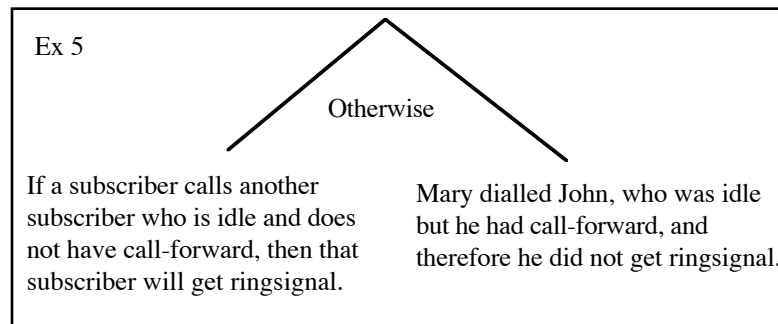 Ex 5
Otherwise
If a subscriber calls another
subscriber who is idle and does
not have call-forward, then that
subscriber will get ringsignal.
Mary dialled John, who was idle
but he had call-forward, and
therefore he did not get ringsignal.